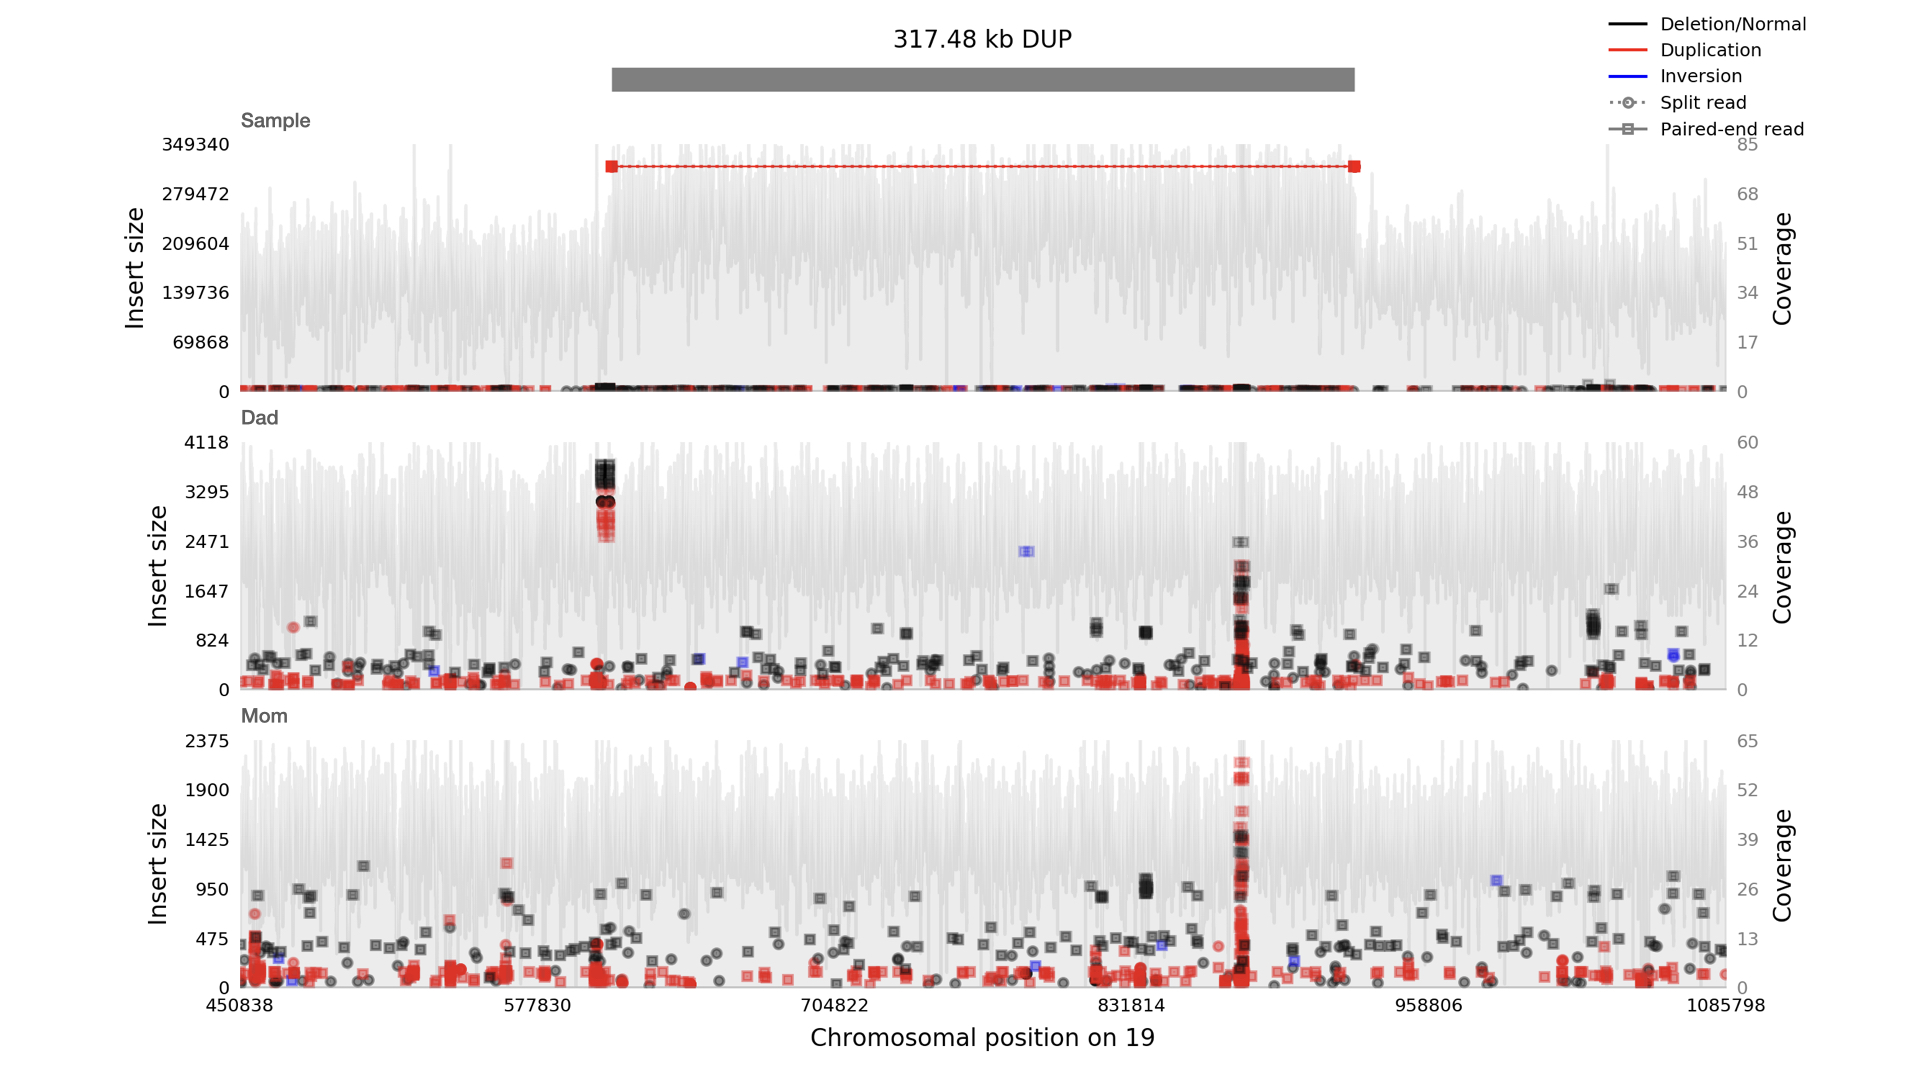 317.48 kb DUP
Deletion/Normal
Duplication
Inversion
Split read
Paired-end read
Sample
349340
279472
209604
139736
69868
0
Insert size
85
68
51
34
17
0
Coverage
Dad
4118
3295
2471
1647
824
0
Insert size
60
48
36
24
12
0
Coverage
Mom
2375
1900
1425
950
475
0
Insert size
65
52
39
26
13
0
Coverage
450838 577830 704822 831814 958806 1085798
Chromosomal position on 19